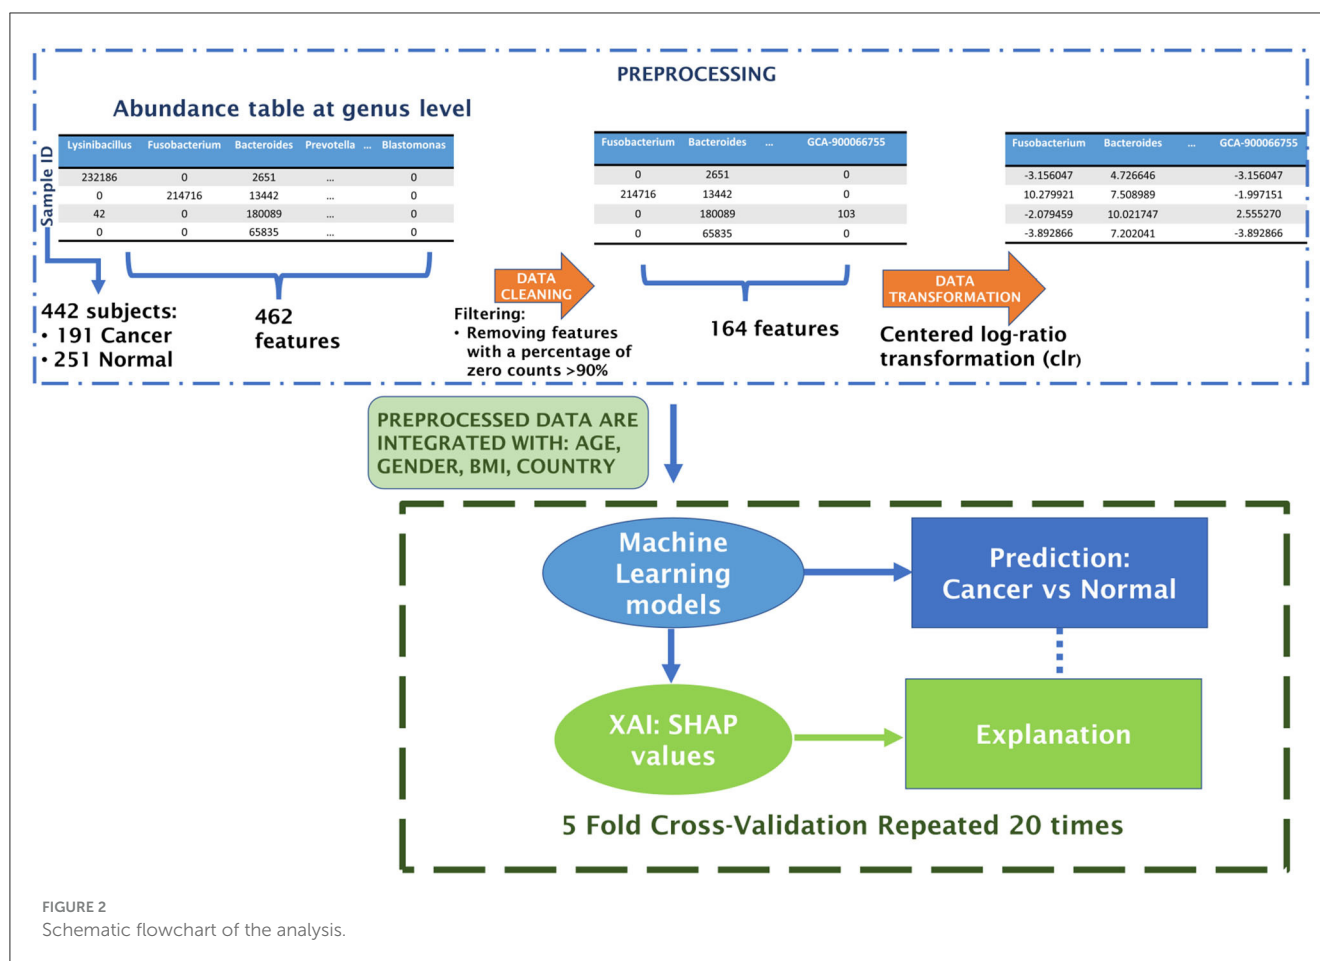 PREPROCESSING
Abundance table at genus level
Sample ID
Lysinibacillus Fusobacterium Bacteroides Prevotella ... Blastomonas
232186 0 2651 ... 0
0 214716 13442 ... 0
42 0 180089 ... 0
0 0 65835 ... 0
Fusobacterium Bacteroides ... GCA-900066755
0 2651 0
214716 13442 0
0 180089 103
0 65835 0
Fusobacterium Bacteroides ... GCA-900066755
-3.156047 4.726646 -3.156047
10.279921 7.508989 -1.997151
-2.079459 10.021747 2.555270
-3.892866 7.202041 -3.892866
442 subjects:
• 191 Cancer
• 251 Normal
462
features
DATA
CLEANING
Filtering:
• Removing features
with a percentage of
zero counts >90%
164 features
DATA
TRANSFORMATION
Centered log-ratio
transformation (clr)
PREPROCESSED DATA ARE
INTEGRATED WITH: AGE,
GENDER, BMI, COUNTRY
Machine
Learning
models
Prediction:
Cancer vs Normal
XAI: SHAP
values
Explanation
5 Fold Cross-Validation Repeated 20 times
FIGURE 2
Schematic flowchart of the analysis.